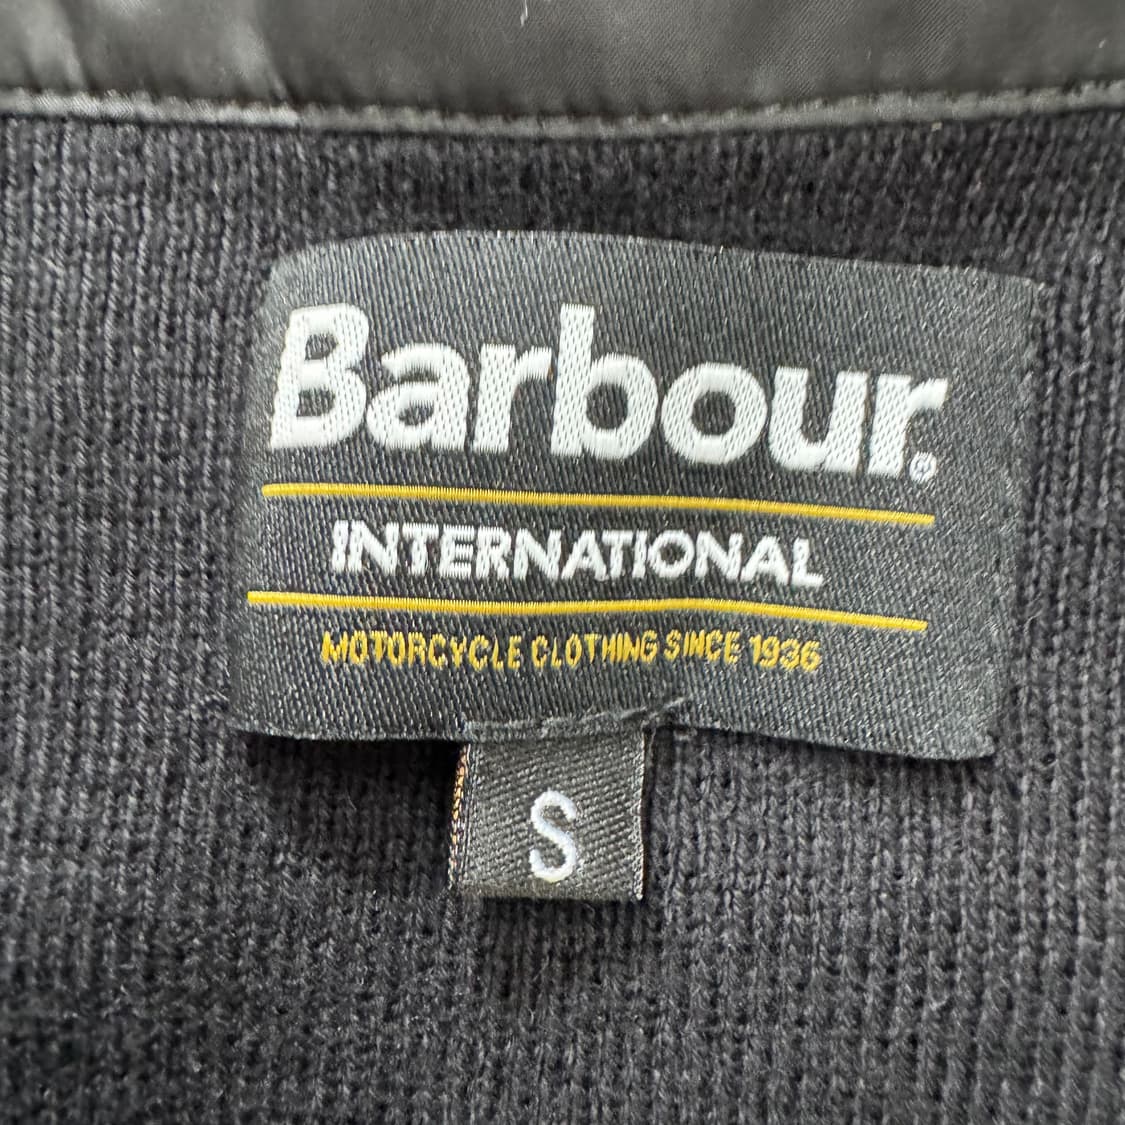 Barbour®
INTERNATIONAL
MOTORCYCLE CLOTHING SINCE 1936
S